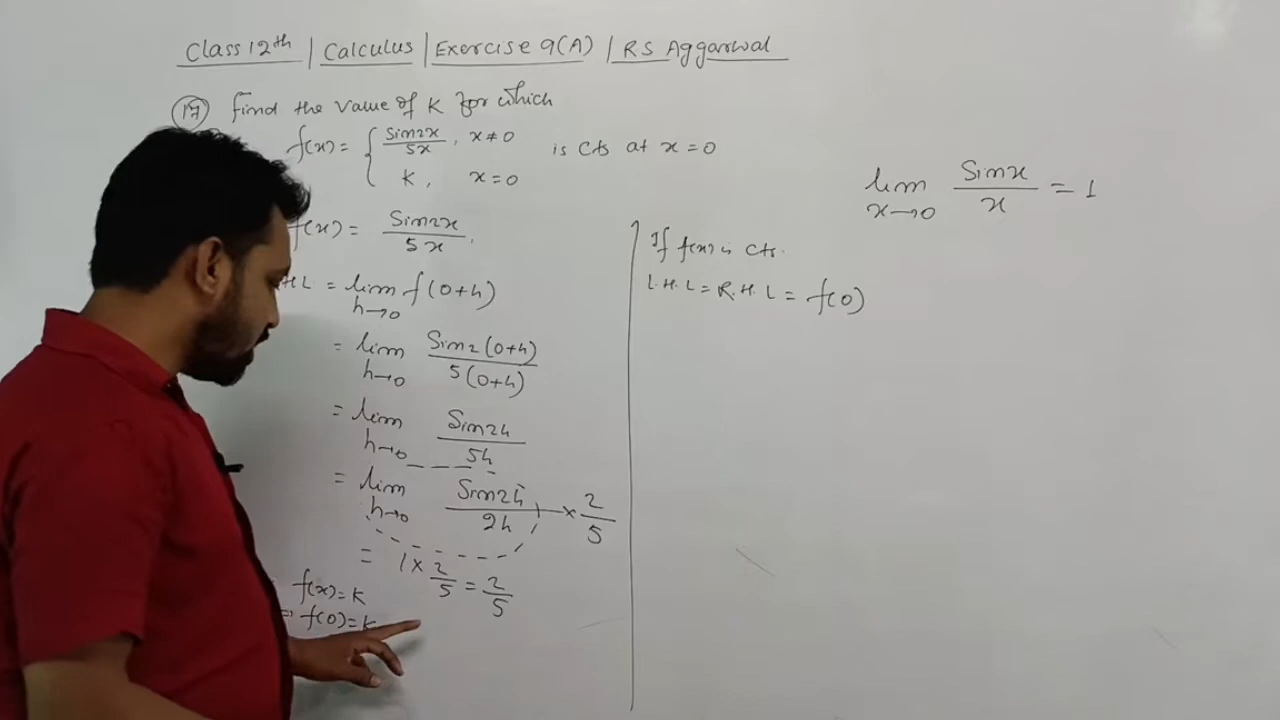 Class 12th | Calculus | Exercise 9(A) | RS Aggarwal
(17) Find the value of K for which
f(x) = { Sin2x / 5x , x ≠ 0
K , x = 0
is Cts at x = 0
f(x) = Sin2x / 5x ,
H.L = lim h→0 f(0+h)
= lim h→0 Sin2(0+h) / 5(0+h)
= lim h→0 Sin2h / 5h
= lim h→0 Sin2h / 2h × 2/5
= 1 × 2/5 = 2/5
f(x) = K
⇒ f(0) = K
lim x→0 Sinx / x = 1
If f(x) is Cts.
L.H.L = R.H.L = f(0)